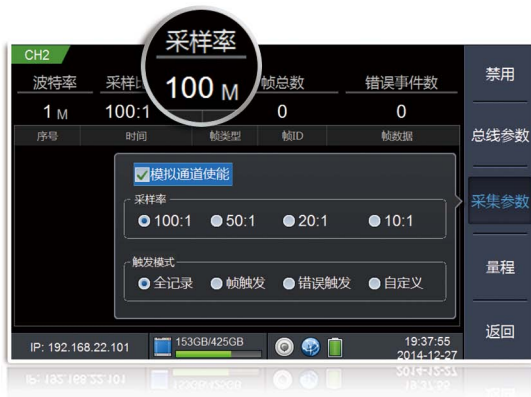 CH2
采样率
100 M
波特率 采样比 帧总数 错误事件数
1 M 100:1 0 0
序号 时间 帧类型 帧ID 帧数据
模拟通道使能
采样率
100:1 50:1 20:1 10:1
触发模式
全记录 帧触发 错误触发 自定义
禁用
总线参数
采集参数
量程
返回
IP: 192.168.22.101 153GB/425GB 19:37:55
2014-12-27